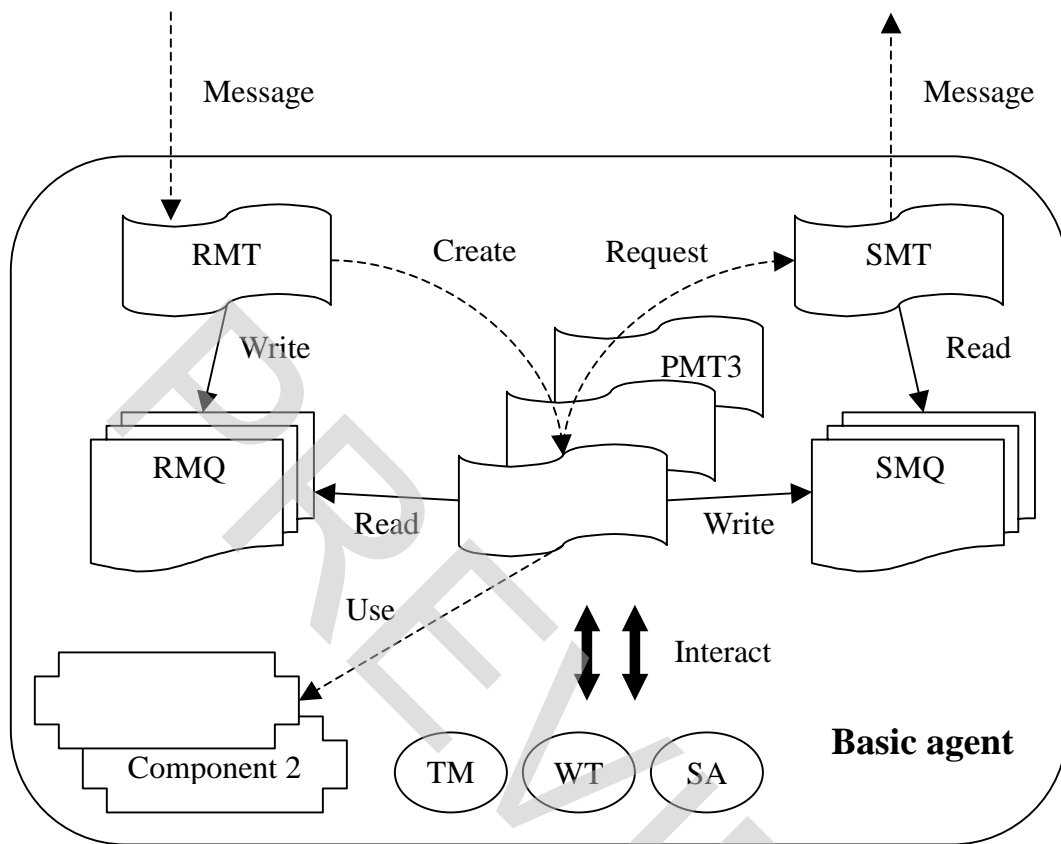 Message
Message
RMT
Create
Request
SMT
Write
PMT3
Read
RMQ
SMQ
Read
Write
Use
Interact
Basic agent
Component 2
TM
WT
SA
PREVI